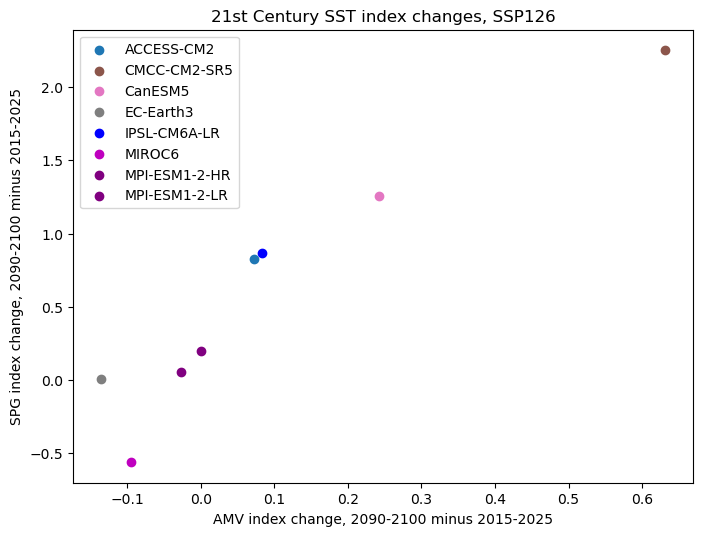 21st Century SST index changes, SSP126
ACCESS-CM2
CMCC-CM2-SR5
CanESM5
EC-Earth3
IPSL-CM6A-LR
MIROC6
MPI-ESM1-2-HR
MPI-ESM1-2-LR
SPG index change, 2090-2100 minus 2015-2025
2.0
1.5
1.0
0.5
0.0
−0.5
−0.1 0.0 0.1 0.2 0.3 0.4 0.5 0.6
AMV index change, 2090-2100 minus 2015-2025